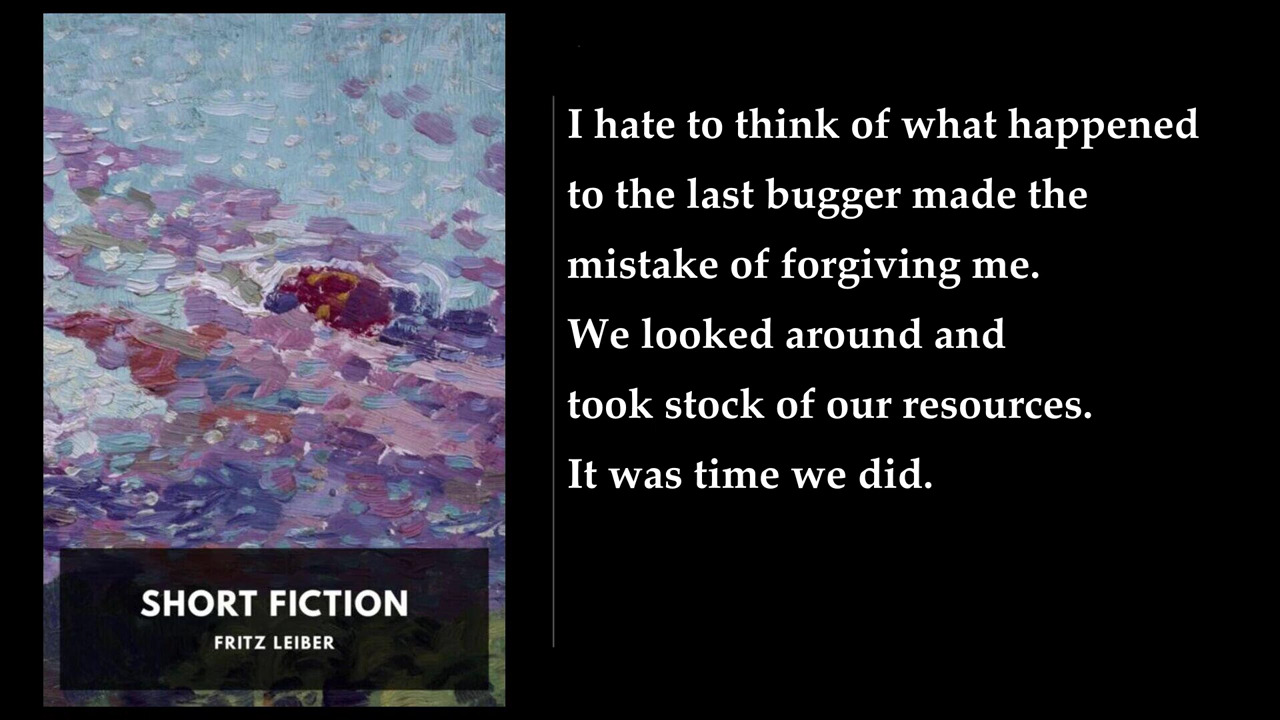 I hate to think of what happened
to the last bugger made the
mistake of forgiving me.
We looked around and
took stock of our resources.
It was time we did.
SHORT FICTION
FRITZ LEIBER